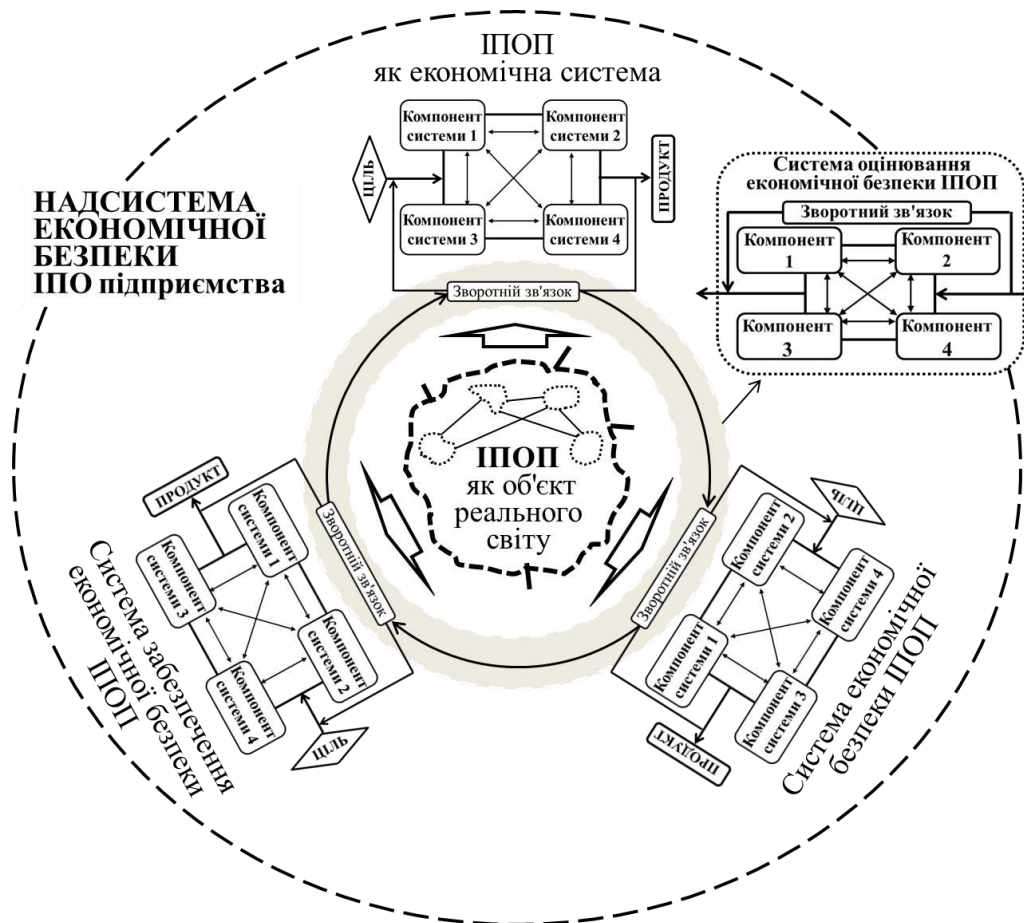 ІПОП
як економічна система
Компонент
системи 1
Компонент
системи 2
ЦІЛЬ
ПРОДУКТ
Компонент
системи 3
Компонент
системи 4
Зворотній зв'язок
НАДСИСТЕМА
ЕКОНОМІЧНОЇ
БЕЗПЕКИ
ІПО підприємства
Система оцінювання
економічної безпеки ІПОП
Зворотний зв'язок
Компонент
1
Компонент
2
Компонент
3
Компонент
4
ІПОП
як об'єкт
реального
світу
ПРОДУКТ
Компонент
системи 1
Компонент
системи 3
Компонент
системи 2
Компонент
системи 4
ЦІЛЬ
Зворотній зв'язок
Система забезпечення
економічної безпеки
ІПОП
Зворотній зв'язок
ЦІЛЬ
Компонент
системи 2
Компонент
системи 4
Компонент
системи 1
Компонент
системи 3
ПРОДУКТ
Система економічної
безпеки ІПОП